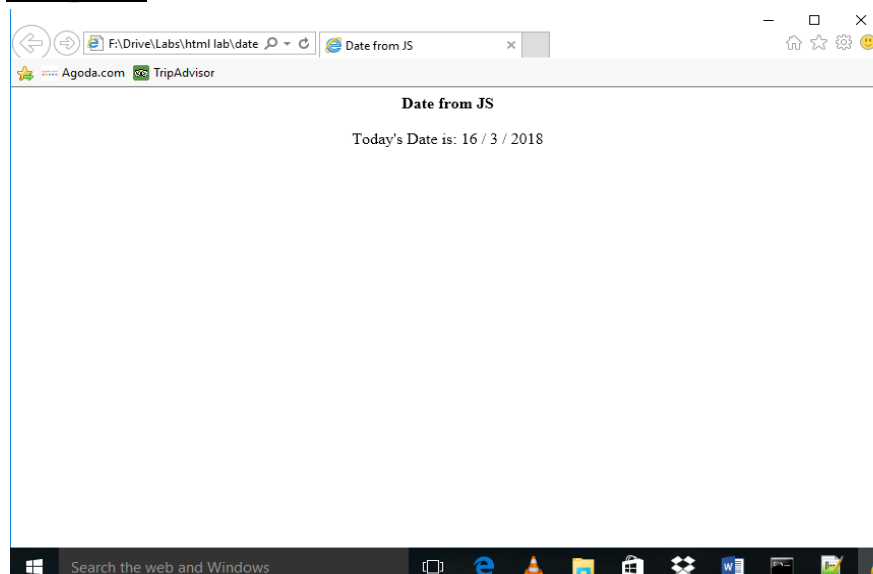 F:\Drive\Labs\html lab\date
Date from JS
Agoda.com TripAdvisor
Date from JS
Today's Date is: 16 / 3 / 2018
Search the web and Windows